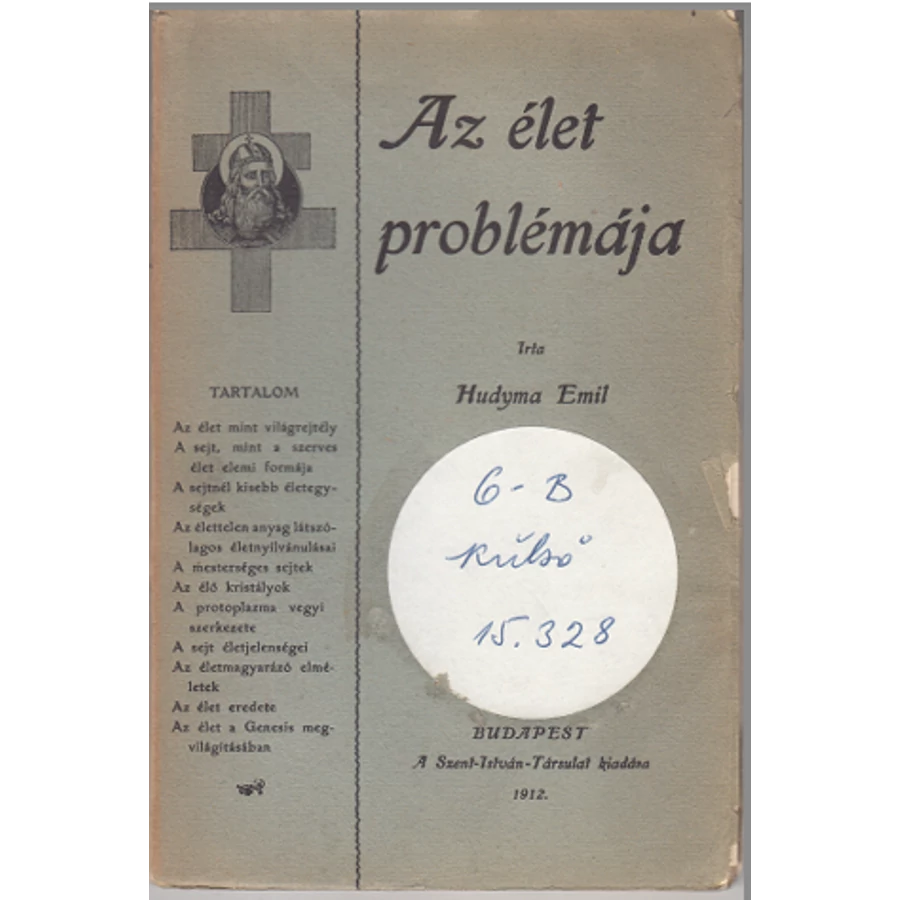 Az élet
problémája
Irta
Hudyma Emil
6-B
külső
15.328
BUDAPEST
A Szent-István-Társulat kiadása
1912.
TARTALOM
Az élet mint világrejtély
A sejt, mint a szerves
élet elemi formája
A sejtnél kisebb életegy-
ségek
Az élettelen anyag látszó-
lagos életnyilvánulásai
A mesterséges sejtek
Az élő kristályok
A protoplazma vegyi
szerkezete
A sejt életjelenségei
Az életmagyarázó elmé-
letek
Az élet eredete
Az élet a Genesis meg-
világításában